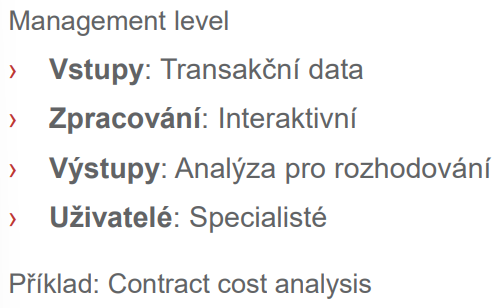 Management level
› Vstupy: Transakční data
› Zpracování: Interaktivní
› Výstupy: Analýza pro rozhodování
› Uživatelé: Specialisté
Příklad: Contract cost analysis